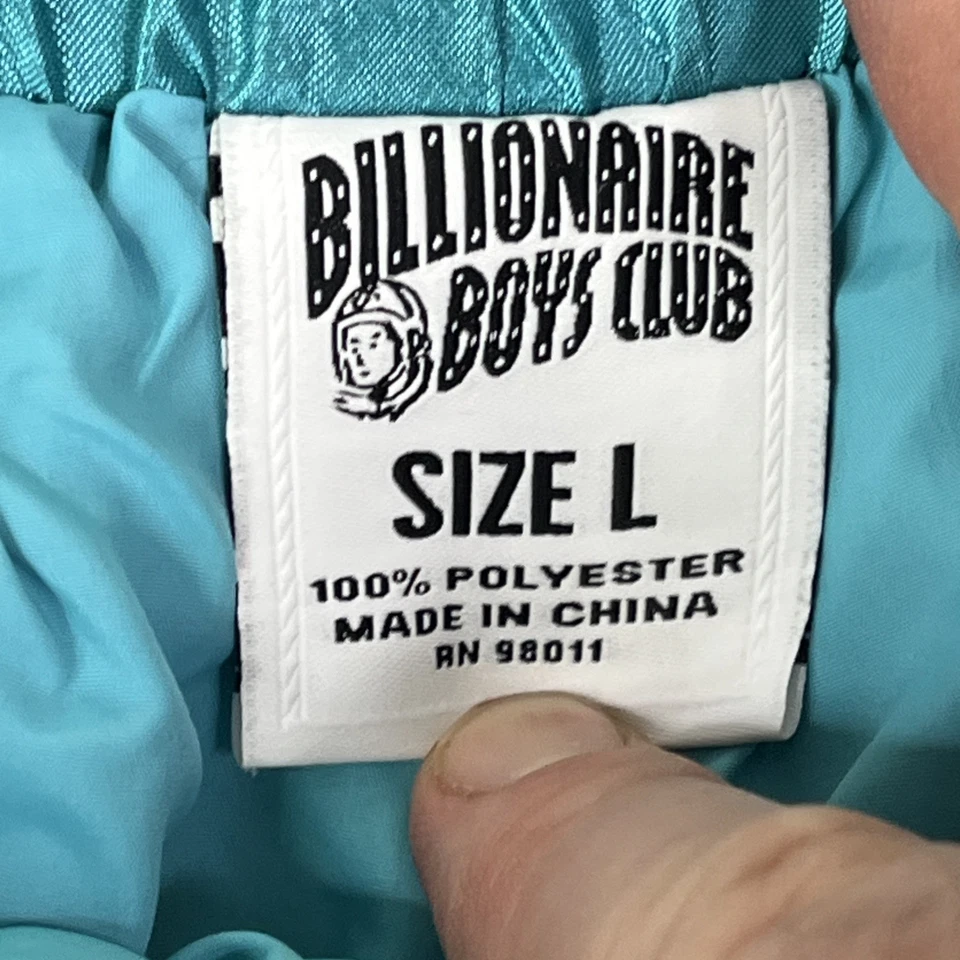 BILLIONAIRE
BOYS CLUB
SIZE L
100% POLYESTER
MADE IN CHINA
RN 98011